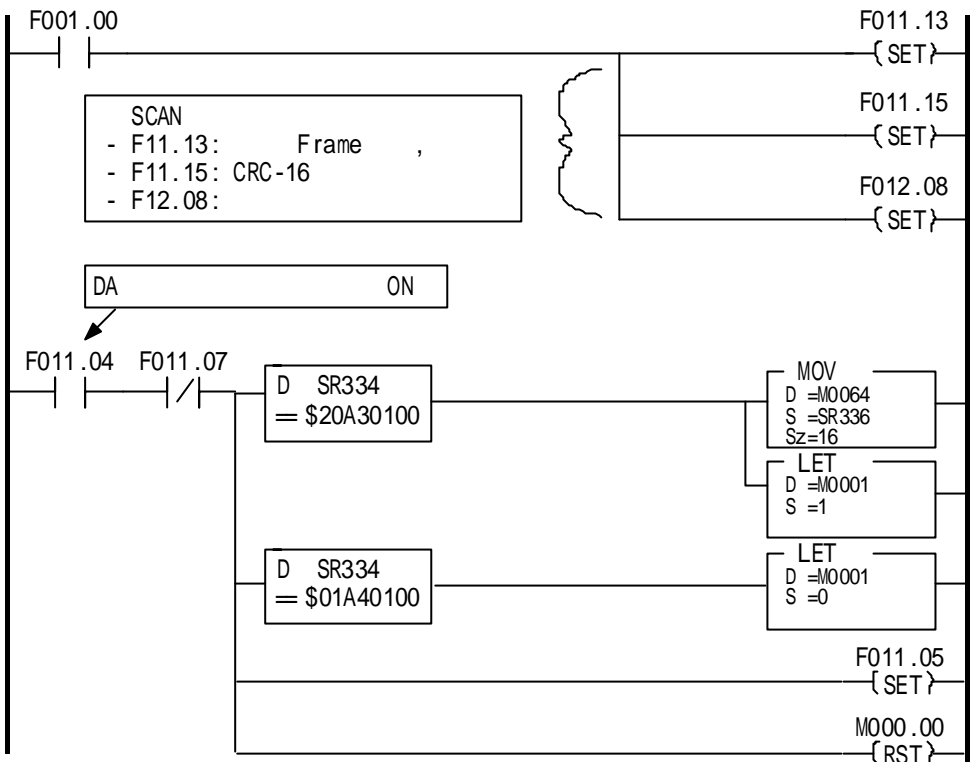 F001.00
F011.13
(SET)
SCAN
- F11.13: Frame ,
- F11.15: CRC-16
- F12.08:
F011.15
(SET)
F012.08
(SET)
DA ON
F011.04 F011.07
D SR334
= $20A30100
MOV
D =M0064
S =SR336
Sz=16
LET
D =M0001
S =1
D SR334
= $01A40100
LET
D =M0001
S =0
F011.05
(SET)
M000.00
(RST)